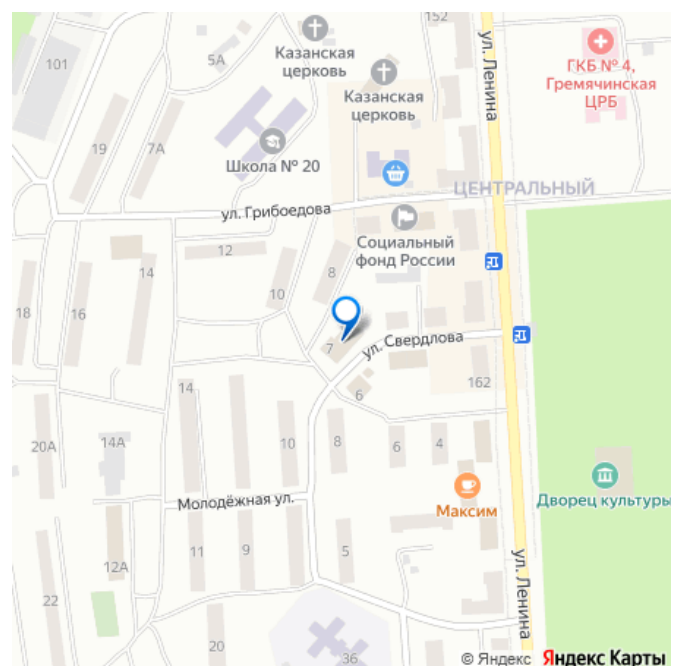 152
101
5А
Казанская
церковь
Казанская
церковь
ул. Ленина
ГКБ № 4,
Гремячинская
ЦРБ
19
7А
Школа № 20
ЦЕНТРАЛЬНЫЙ
ул. Грибоедова
Социальный
фонд России
12
14
8
10
18
16
7
ул. Свердлова
14
6
162
20А
14А
10
8
6
4
Максим
Дворец культуры
Молодёжная ул.
11
9
5
12А
ул. Ленина
22
20
36
© Яндекс Яндекс Карты